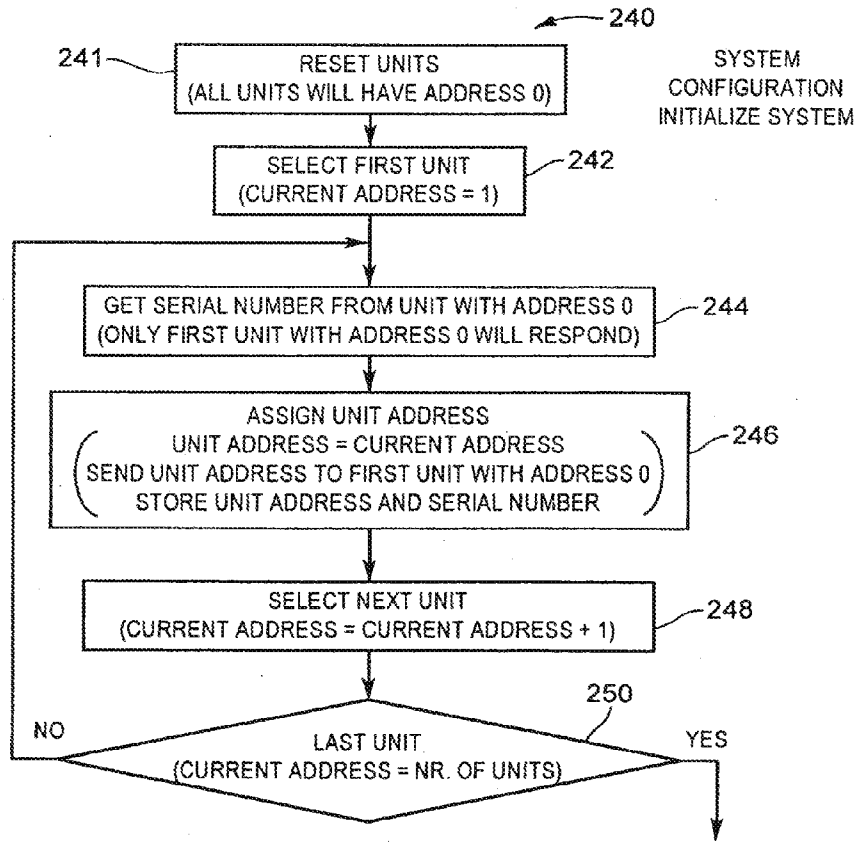 240
241
RESET UNITS
(ALL UNITS WILL HAVE ADDRESS 0)
SYSTEM
CONFIGURATION
INITIALIZE SYSTEM
SELECT FIRST UNIT
(CURRENT ADDRESS = 1)
242
GET SERIAL NUMBER FROM UNIT WITH ADDRESS 0
(ONLY FIRST UNIT WITH ADDRESS 0 WILL RESPOND)
244
ASSIGN UNIT ADDRESS
(UNIT ADDRESS = CURRENT ADDRESS
SEND UNIT ADDRESS TO FIRST UNIT WITH ADDRESS 0
STORE UNIT ADDRESS AND SERIAL NUMBER)
246
SELECT NEXT UNIT
(CURRENT ADDRESS = CURRENT ADDRESS + 1)
248
250
NO
LAST UNIT
(CURRENT ADDRESS = NR. OF UNITS)
YES